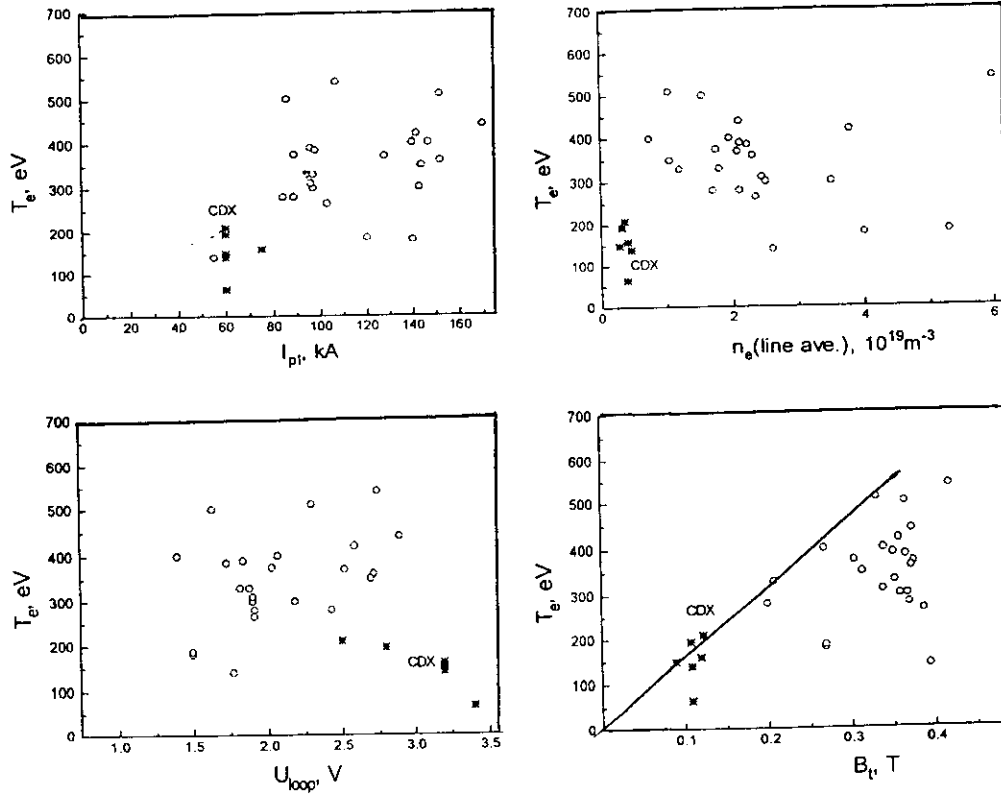 700
600
500
400
300
200
100
0
T_e, eV
CDX
0 20 40 60 80 100 120 140 160
I_pl, kA
700
600
500
400
300
200
100
0
T_e, eV
CDX
0 2 4 6
n_e(line ave.), 10^19m^-3
700
600
500
400
300
200
100
0
T_e, eV
CDX
1.0 1.5 2.0 2.5 3.0 3.5
U_loop, V
700
600
500
400
300
200
100
0
T_e, eV
CDX
0.1 0.2 0.3 0.4
B_t, T